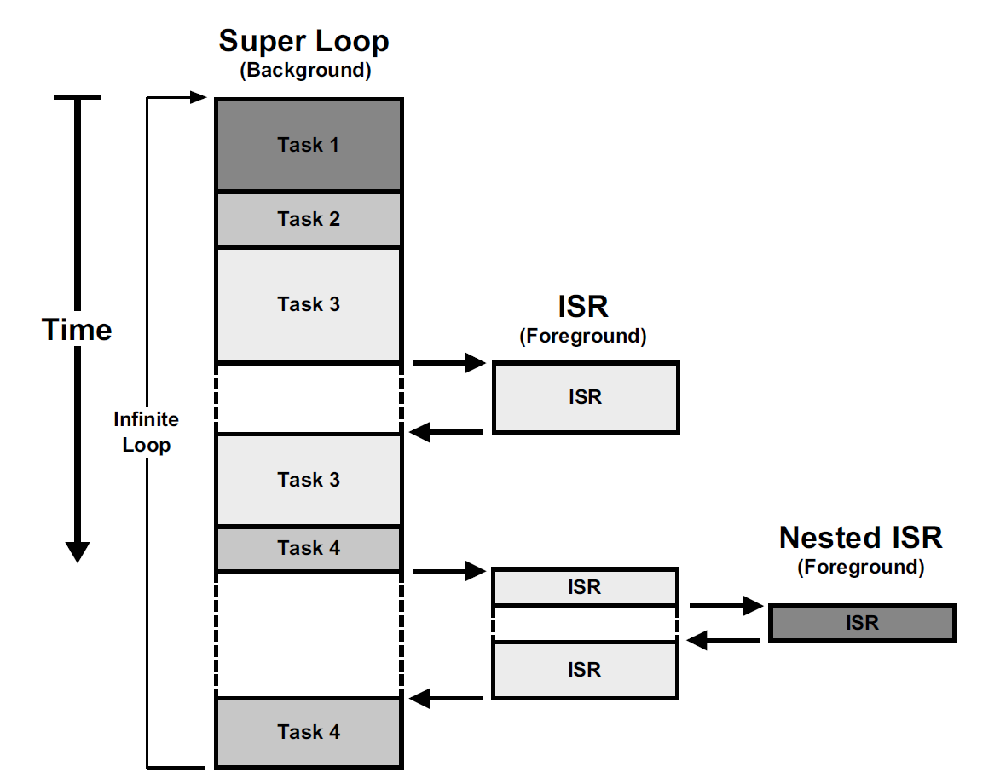 Super Loop
(Background)
Task 1
Task 2
Task 3
Time
ISR
(Foreground)
ISR
Infinite
Loop
Task 3
Task 4
Nested ISR
(Foreground)
ISR
ISR
ISR
Task 4